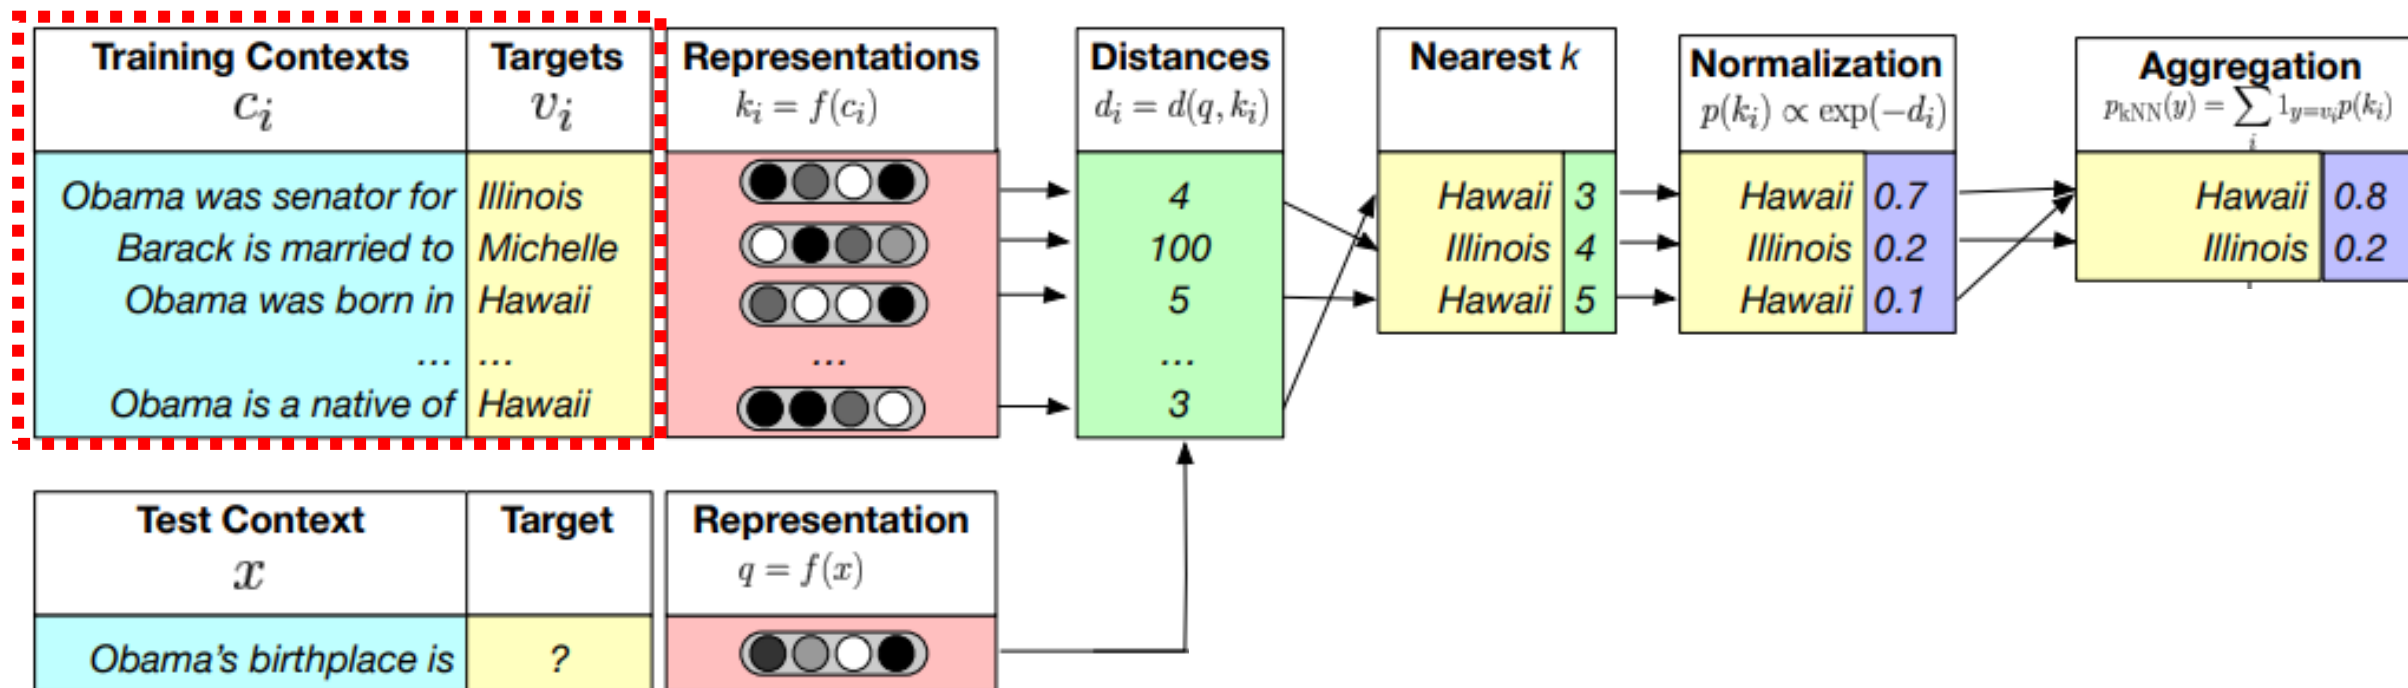 Training Contexts
c_i
Targets
v_i
Representations
k_i = f(c_i)
Distances
d_i = d(q, k_i)
Nearest k
Normalization
p(k_i) ∝ exp(−d_i)
Aggregation
p_kNN(y) = ∑_i 1_{y=v_i} p(k_i)
Obama was senator for Illinois
Barack is married to Michelle
Obama was born in Hawaii
... ...
Obama is a native of Hawaii
...
4
100
5
...
3
Hawaii 3
Illinois 4
Hawaii 5
Hawaii 0.7
Illinois 0.2
Hawaii 0.1
Hawaii 0.8
Illinois 0.2
Test Context
x
Target
Representation
q = f(x)
Obama's birthplace is ?